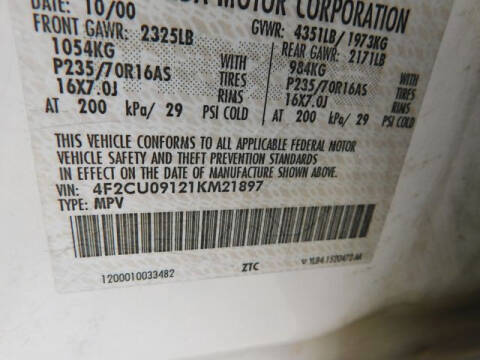 MOTOR CORPORATION
DATE: 10/00 GVWR: 4351LB/1973KG
FRONT GAWR: 2325LB REAR GAWR: 2171LB
1054KG WITH 984KG WITH
P235/70R16AS TIRES P235/70R16AS TIRES
16X7.0J RIMS 16X7.0J RIMS
AT 200 kPa/29 PSI COLD AT 200 kPa/29 PSI COLD
THIS VEHICLE CONFORMS TO ALL APPLICABLE FEDERAL MOTOR
VEHICLE SAFETY AND THEFT PREVENTION STANDARDS
IN EFFECT ON THE DATE OF MANUFACTURE SHOWN ABOVE.
VIN: 4F2CU09121KM21897
TYPE: MPV
1200010033482 ZTC